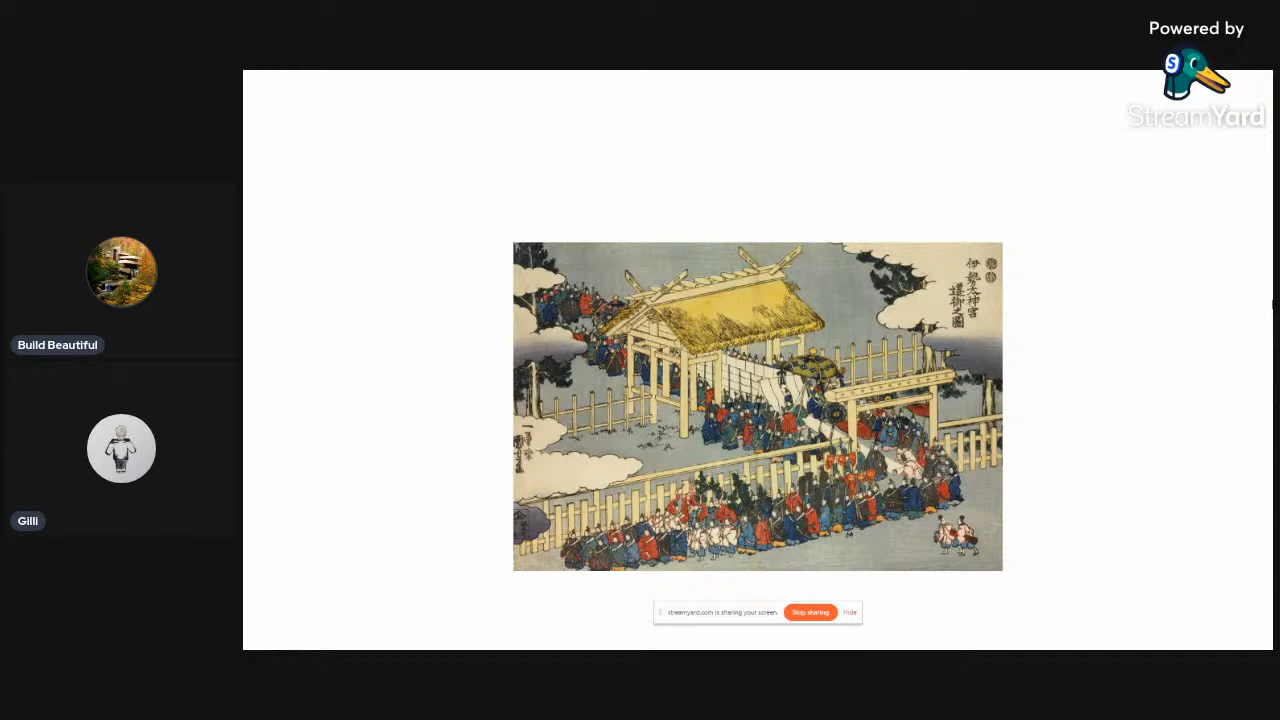 Powered by
S
StreamYard
Build Beautiful
Gilli
伊勢太神宮
遷御之圖
streamyard.com is sharing your screen.
Stop sharing
Hide